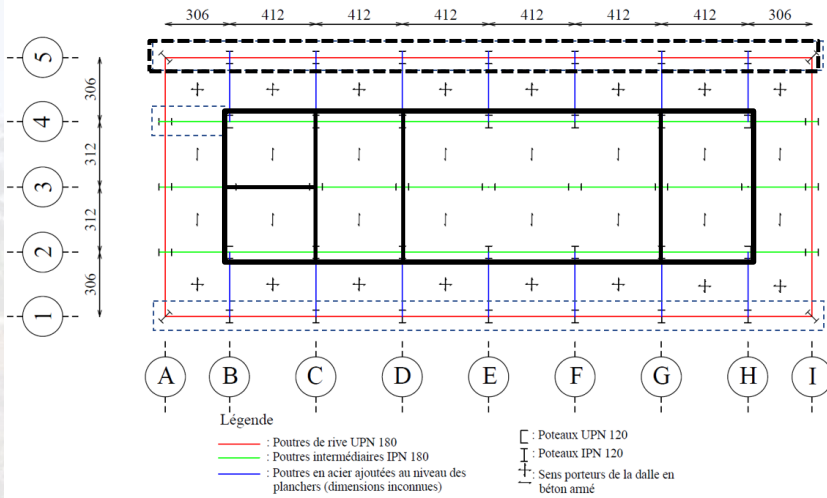 306 412 412 412 412 412 412 306
5
306
4
312
3
312
2
306
1
A B C D E F G H I
Légende
: Poutres de rive UPN 180
: Poutres intermédiaires IPN 180
: Poutres en acier ajoutées au niveau des
planchers (dimensions inconnues)
: Poteaux UPN 120
: Poteaux IPN 120
: Sens porteurs de la dalle en
béton armé